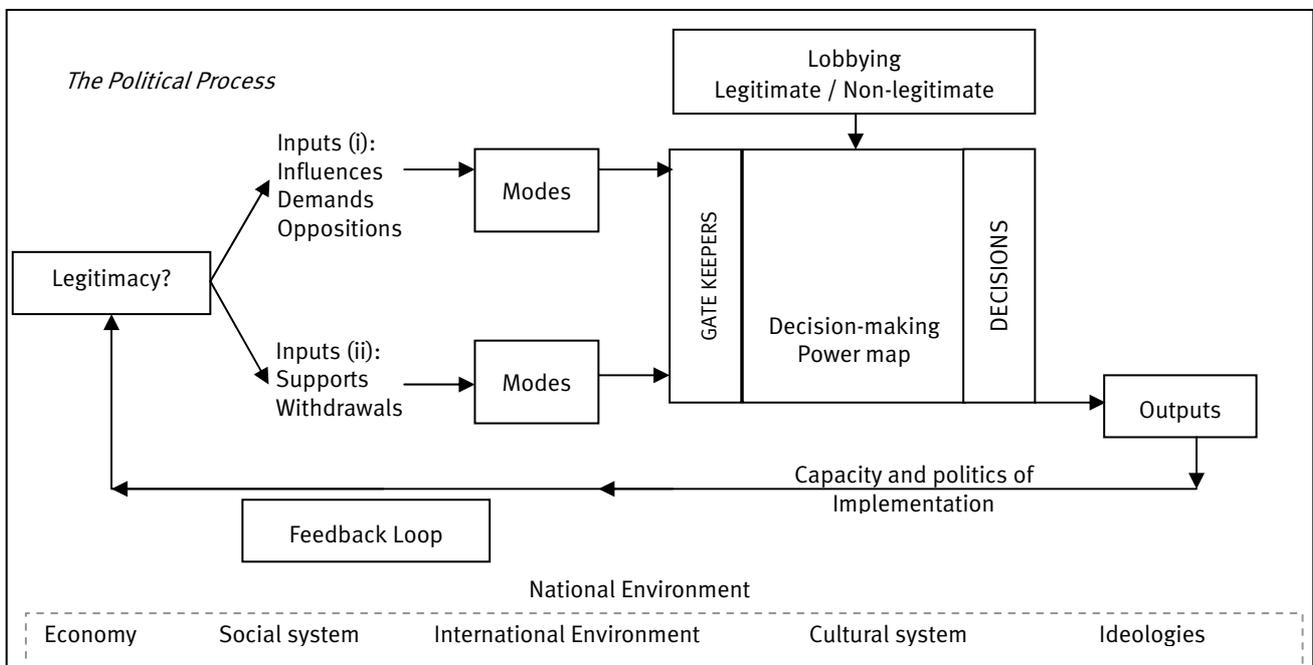 The Political Process
Lobbying
Legitimate / Non-legitimate
Inputs (i):
Influences
Demands
Oppositions
Modes
GATE KEEPERS
DECISIONS
Legitimacy?
Decision-making
Power map
Inputs (ii):
Supports
Withdrawals
Modes
Outputs
Capacity and politics of
Implementation
Feedback Loop
National Environment
Economy Social system International Environment Cultural system Ideologies